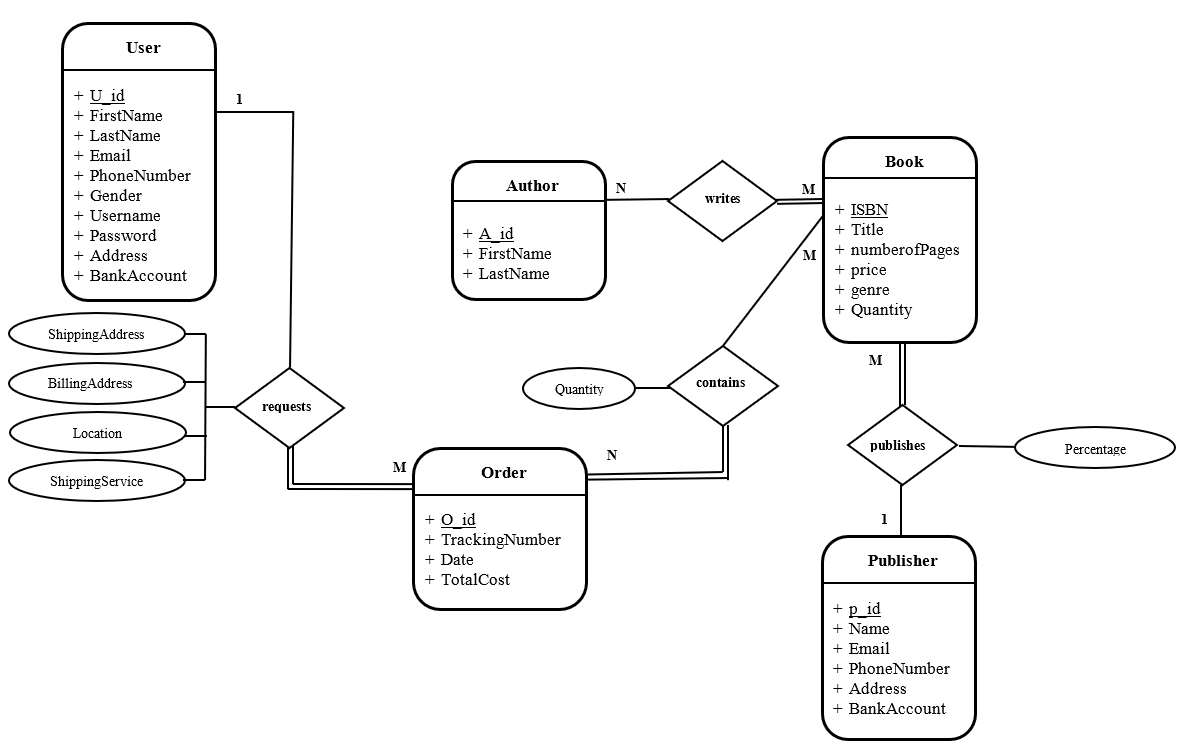 User
+ U_id
+ FirstName
+ LastName
+ Email
+ PhoneNumber
+ Gender
+ Username
+ Password
+ Address
+ BankAccount
1
ShippingAddress
BillingAddress
Location
ShippingService
requests
M
Author
+ A_id
+ FirstName
+ LastName
N
writes
M
Book
+ ISBN
+ Title
+ numberofPages
+ price
+ genre
+ Quantity
M
Quantity
contains
N
Order
+ O_id
+ TrackingNumber
+ Date
+ TotalCost
M
publishes
Percentage
1
Publisher
+ p_id
+ Name
+ Email
+ PhoneNumber
+ Address
+ BankAccount